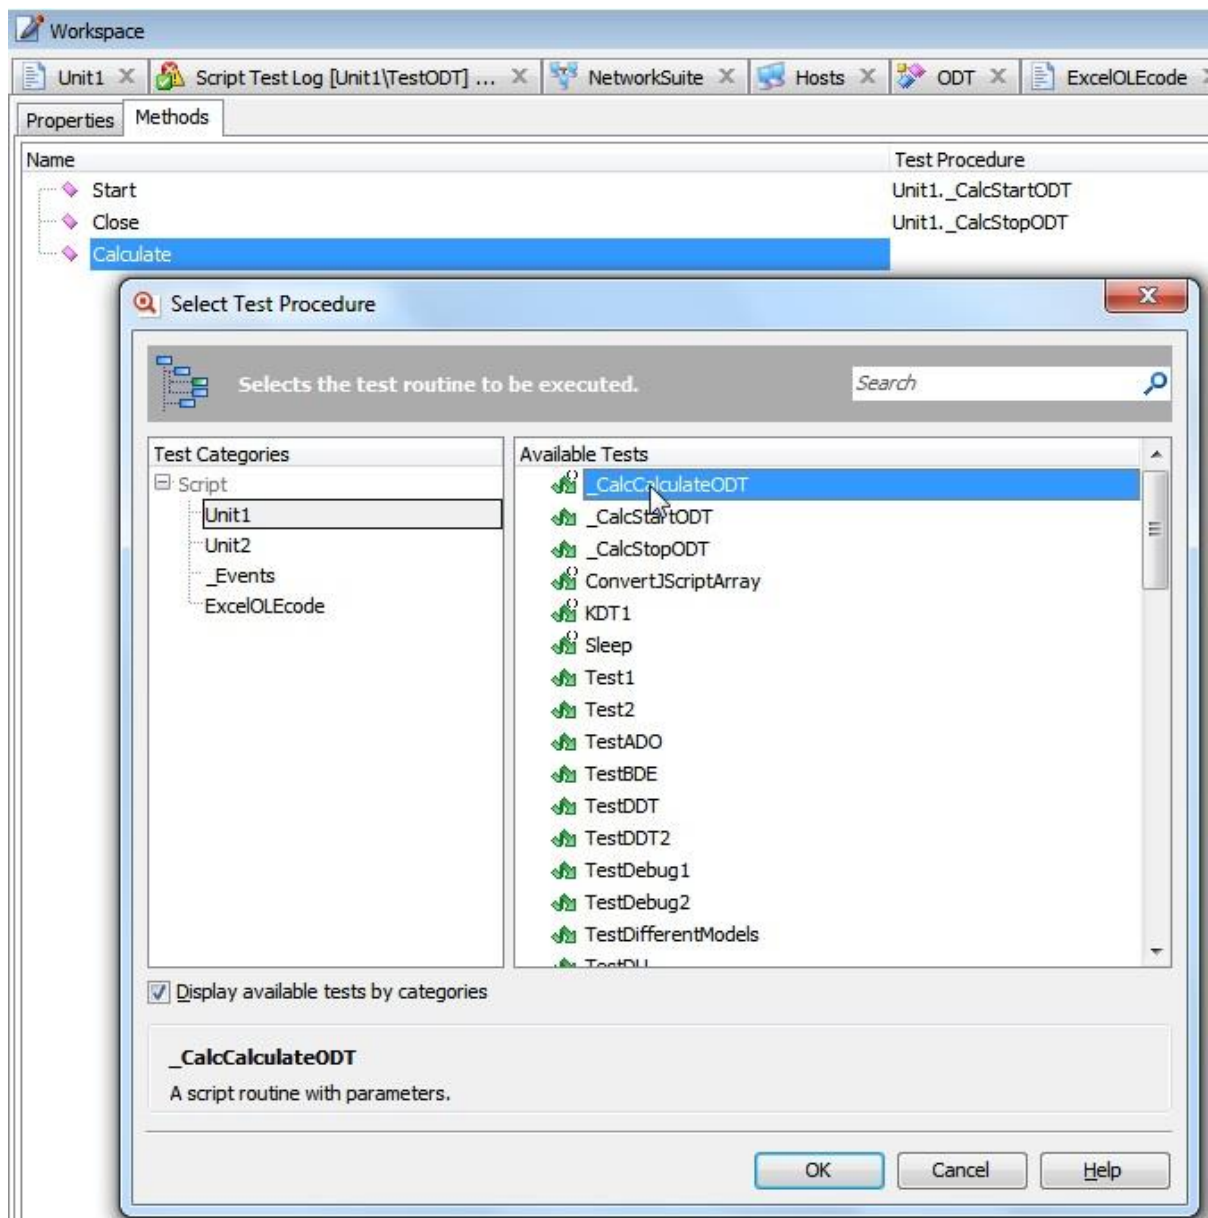 Workspace
Unit1 Script Test Log [Unit1\TestODT] ... NetworkSuite Hosts ODT ExcelOLEcode
Properties Methods
Name Test Procedure
Start Unit1._CalcStartODT
Close Unit1._CalcStopODT
Calculate
Select Test Procedure
Selects the test routine to be executed. Search
Test Categories Available Tests
Script _CalcCalculateODT
Unit1 _CalcStartODT
Unit2 _CalcStopODT
_Events ConvertJScriptArray
ExcelOLEcode KDT1
Sleep
Test1
Test2
TestADO
TestBDE
TestDDT
TestDDT2
TestDebug1
TestDebug2
TestDifferentModels
Display available tests by categories
_CalcCalculateODT
A script routine with parameters.
OK Cancel Help